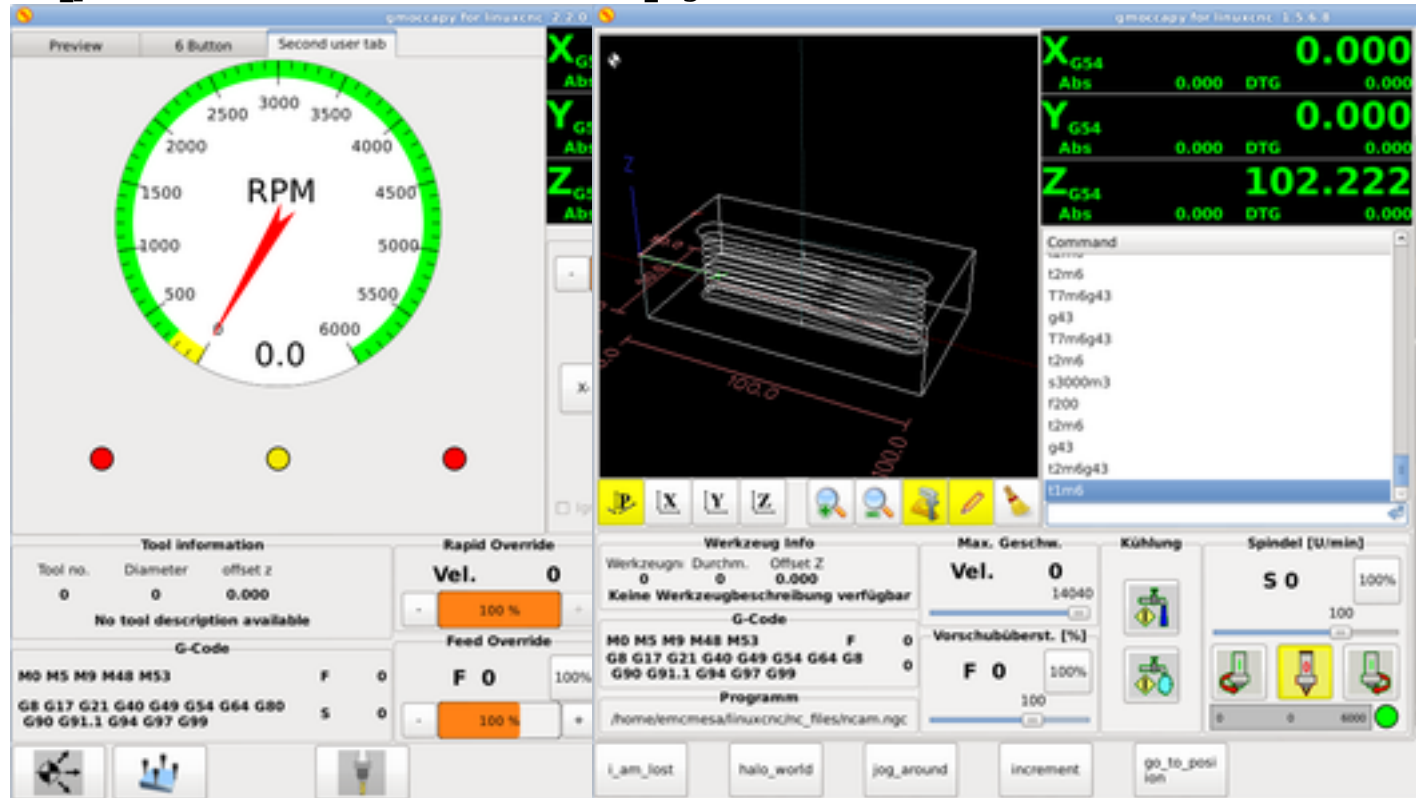 gmoccapy for linuxcnc 2.2.0
Preview
6 Button
Second user tab
3000
2500
3500
2000
4000
1500
RPM
4500
1000
5000
500
5500
0
6000
0.0
X
Abs
Y
Abs
Z
Abs
-
X-
Tool information
Tool no.
Diameter
offset z
0
0
0.000
No tool description available
G-Code
M0 M5 M9 M48 M53
F
0
G8 G17 G21 G40 G49 G54 G64 G80
G90 G91.1 G94 G97 G99
S
0
Rapid Override
Vel.
0
-
100 %
+
Feed Override
F 0
100%
-
100 %
+
gmoccapy for linuxcnc 1.5.6.8
Z
100.0
X G54 0.000
Abs 0.000 DTG 0.000
Y G54 0.000
Abs 0.000 DTG 0.000
Z G54 102.222
Abs 0.000 DTG 0.000
Command
t2m6
T7m6g43
g43
T7m6g43
t2m6
s3000m3
f200
t2m6
g43
t2m6g43
t1m6
P
X
Y
Z
Werkzeug Info
Werkzeugn
Durchm.
Offset Z
0
0
0.000
Keine Werkzeugbeschreibung verfügbar
G-Code
M0 M5 M9 M48 M53
F
0
G8 G17 G21 G40 G49 G54 G64 G8
G90 G91.1 G94 G97 G99
0
Programm
/home/emcmesa/linuxcnc/nc_files/ncam.ngc
Max. Geschw.
Vel.
0
14040
Vorschubüberst. [%]
F 0
100%
100
Kühlung
Spindel [U/min]
S 0
100%
100
0
0
6000
i_am_lost
halo_world
jog_around
increment
go_to_posi
ion